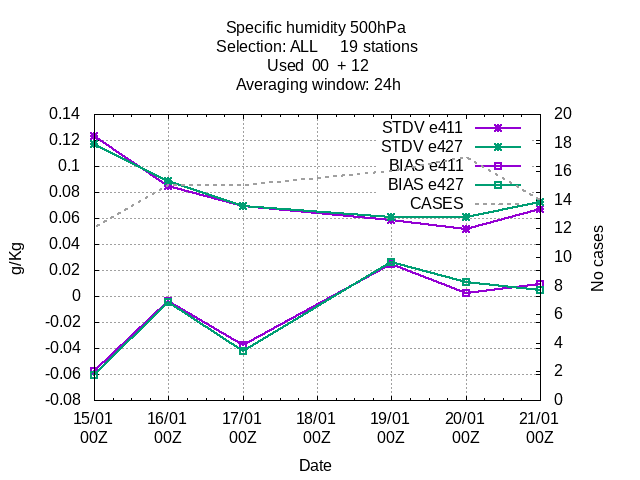 Specific humidity 500hPa
Selection: ALL 19 stations
Used 00 + 12
Averaging window: 24h
0.14
0.12
0.1
0.08
0.06
0.04
0.02
0
-0.02
-0.04
-0.06
-0.08
g/Kg
STDV e411
STDV e427
BIAS e411
BIAS e427
CASES
20
18
16
14
12
10
8
6
4
2
0
No cases
15/01 16/01 17/01 18/01 19/01 20/01 21/01
00Z 00Z 00Z 00Z 00Z 00Z 00Z
Date